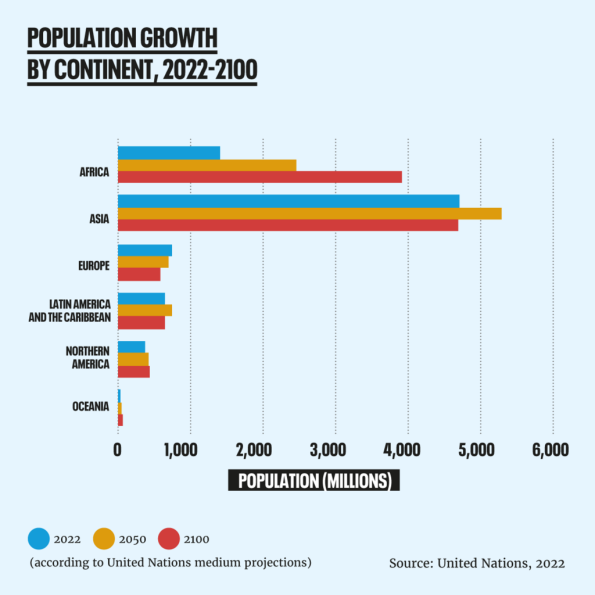 POPULATION GROWTH
BY CONTINENT, 2022-2100
AFRICA
ASIA
EUROPE
LATIN AMERICA
AND THE CARIBBEAN
NORTHERN
AMERICA
OCEANIA
0 1,000 2,000 3,000 4,000 5,000 6,000
POPULATION (MILLIONS)
2022 2050 2100
(according to United Nations medium projections)
Source: United Nations, 2022